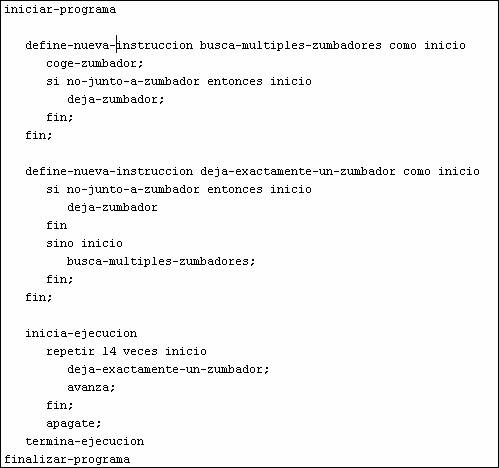 iniciar-programa
define-nueva-instruccion busca-multiples-zumbadores como inicio
coge-zumbador;
si no-junto-a-zumbador entonces inicio
deja-zumbador;
fin;
fin;
define-nueva-instruccion deja-exactamente-un-zumbador como inicio
si no-junto-a-zumbador entonces inicio
deja-zumbador
fin
sino inicio
busca-multiples-zumbadores;
fin;
fin;
inicia-ejecucion
repetir 14 veces inicio
deja-exactamente-un-zumbador;
avanza;
fin;
apagate;
termina-ejecucion
finalizar-programa